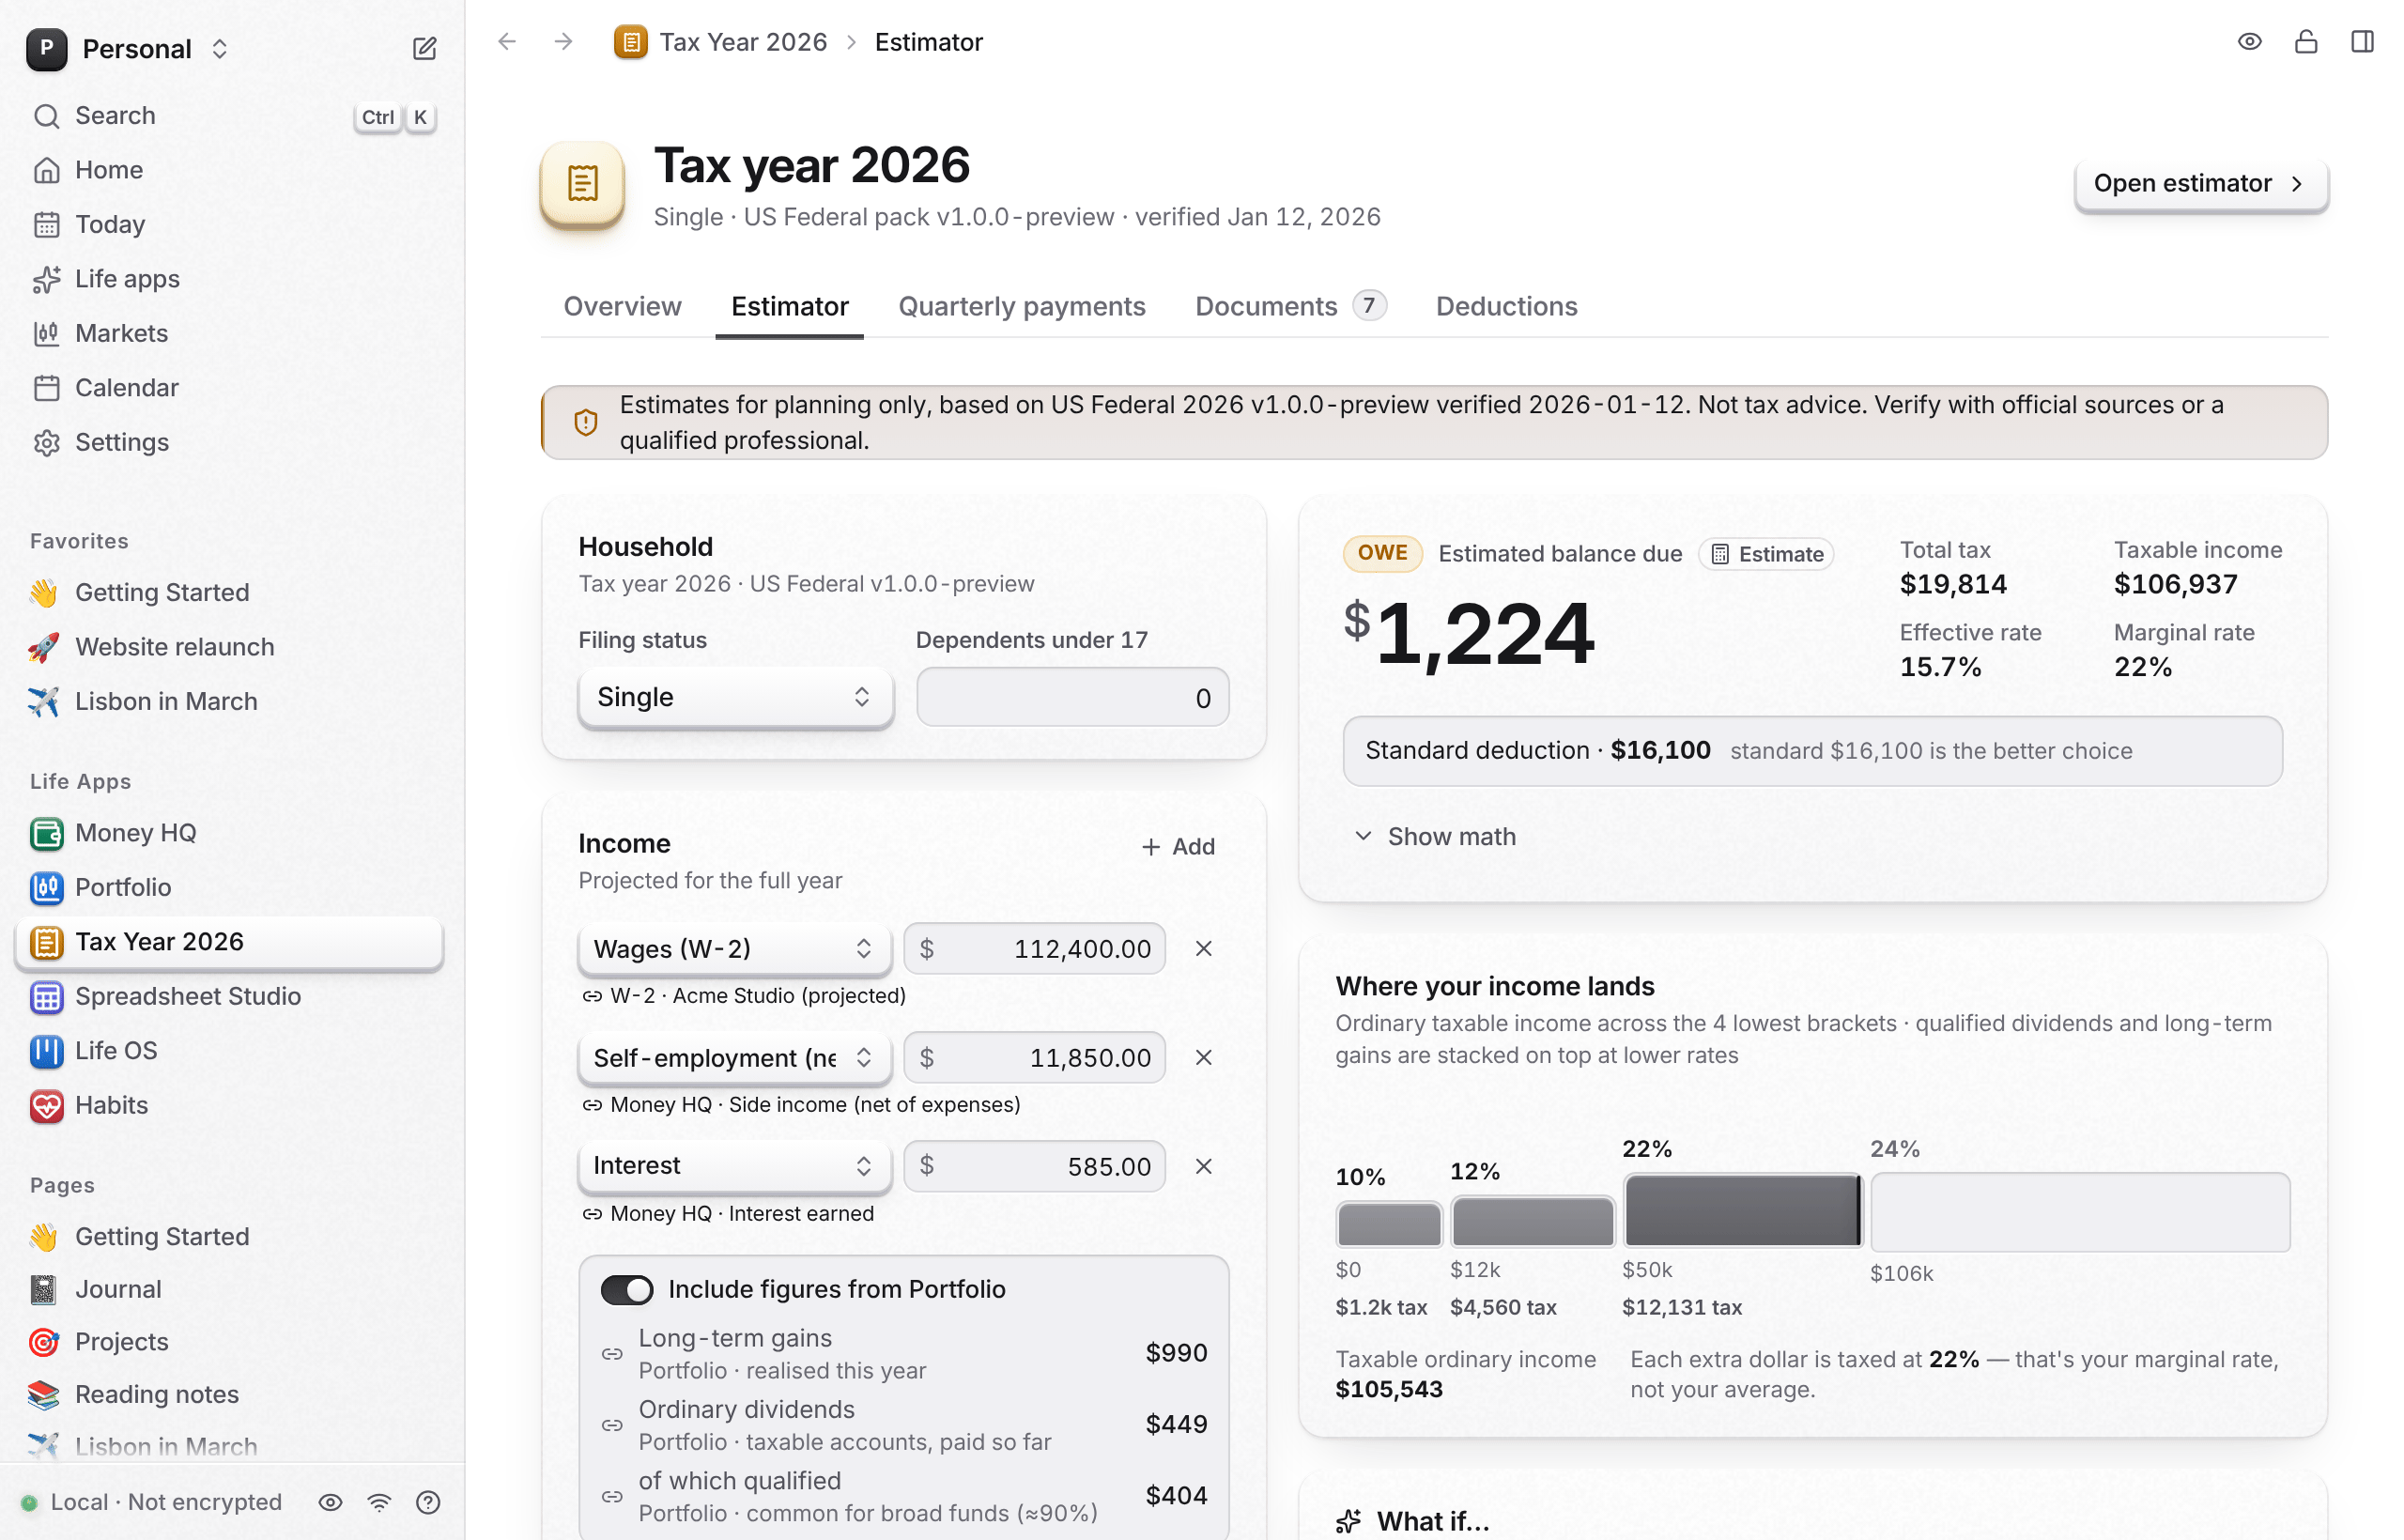 P Personal
Search Ctrl K
Home
Today
Life apps
Markets
Calendar
Settings
Favorites
Getting Started
Website relaunch
Lisbon in March
Life Apps
Money HQ
Portfolio
Tax Year 2026
Spreadsheet Studio
Life OS
Habits
Pages
Getting Started
Journal
Projects
Reading notes
Lisbon in March
Local · Not encrypted
Tax Year 2026 > Estimator
Tax year 2026
Single · US Federal pack v1.0.0-preview · verified Jan 12, 2026
Open estimator
Overview Estimator Quarterly payments Documents 7 Deductions
Estimates for planning only, based on US Federal 2026 v1.0.0-preview verified 2026-01-12. Not tax advice. Verify with official sources or a
qualified professional.
Household
Tax year 2026 · US Federal v1.0.0-preview
Filing status Dependents under 17
Single 0
Income + Add
Projected for the full year
Wages (W-2) $ 112,400.00
W-2 · Acme Studio (projected)
Self-employment (ne $ 11,850.00
Money HQ · Side income (net of expenses)
Interest $ 585.00
Money HQ · Interest earned
Include figures from Portfolio
Long-term gains $990
Portfolio · realised this year
Ordinary dividends $449
Portfolio · taxable accounts, paid so far
of which qualified $404
Portfolio · common for broad funds (≈90%)
OWE Estimated balance due Estimate
$1,224
Total tax Taxable income
$19,814 $106,937
Effective rate Marginal rate
15.7% 22%
Standard deduction · $16,100 standard $16,100 is the better choice
Show math
Where your income lands
Ordinary taxable income across the 4 lowest brackets · qualified dividends and long-term
gains are stacked on top at lower rates
10% 12% 22% 24%
$0 $12k $50k $106k
$1.2k tax $4,560 tax $12,131 tax
Taxable ordinary income
$105,543
Each extra dollar is taxed at 22% — that's your marginal rate,
not your average.
What if...